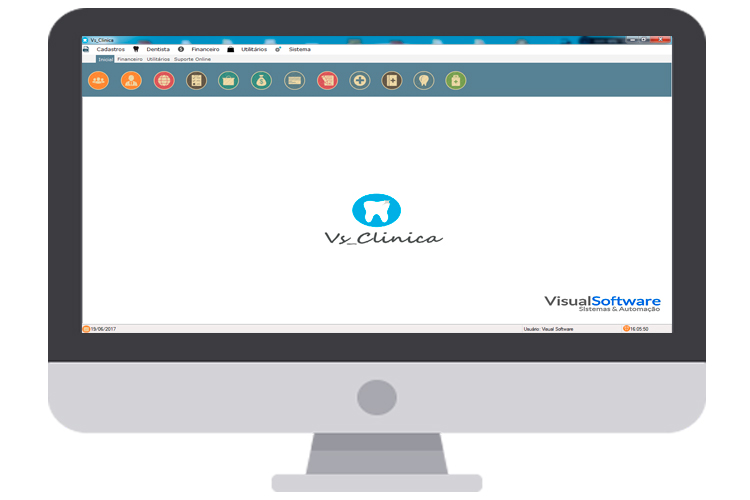 Vs_Clinica
Cadastros Dentista Financeiro Utilitários Sistema
Inicial Financeiro Utilitários Suporte Online
Vs_Clinica
VisualSoftware
Sistemas & Automação
19/06/2017 Usuário: Visual Software 16:05:50